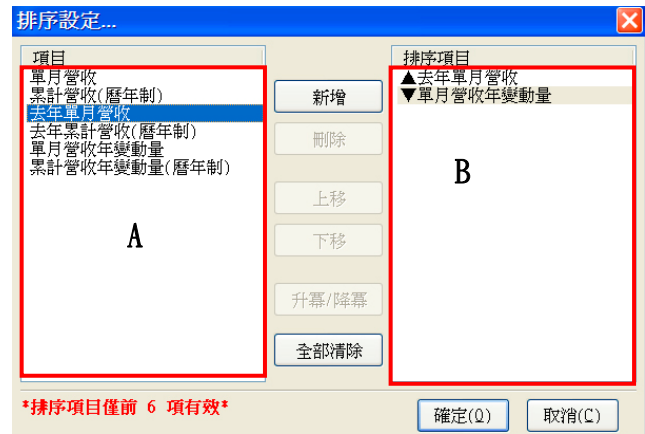 排序設定...
項目
單月營收
累計營收(曆年制)
去年單月營收
去年累計營收(曆年制)
單月營收年變動量
累計營收年變動量(曆年制)
A
新增
刪除
上移
下移
升冪/降冪
全部清除
排序項目
▲去年單月營收
▼單月營收年變動量
B
*排序項目僅前 6 項有效*
確定(O)
取消(C)